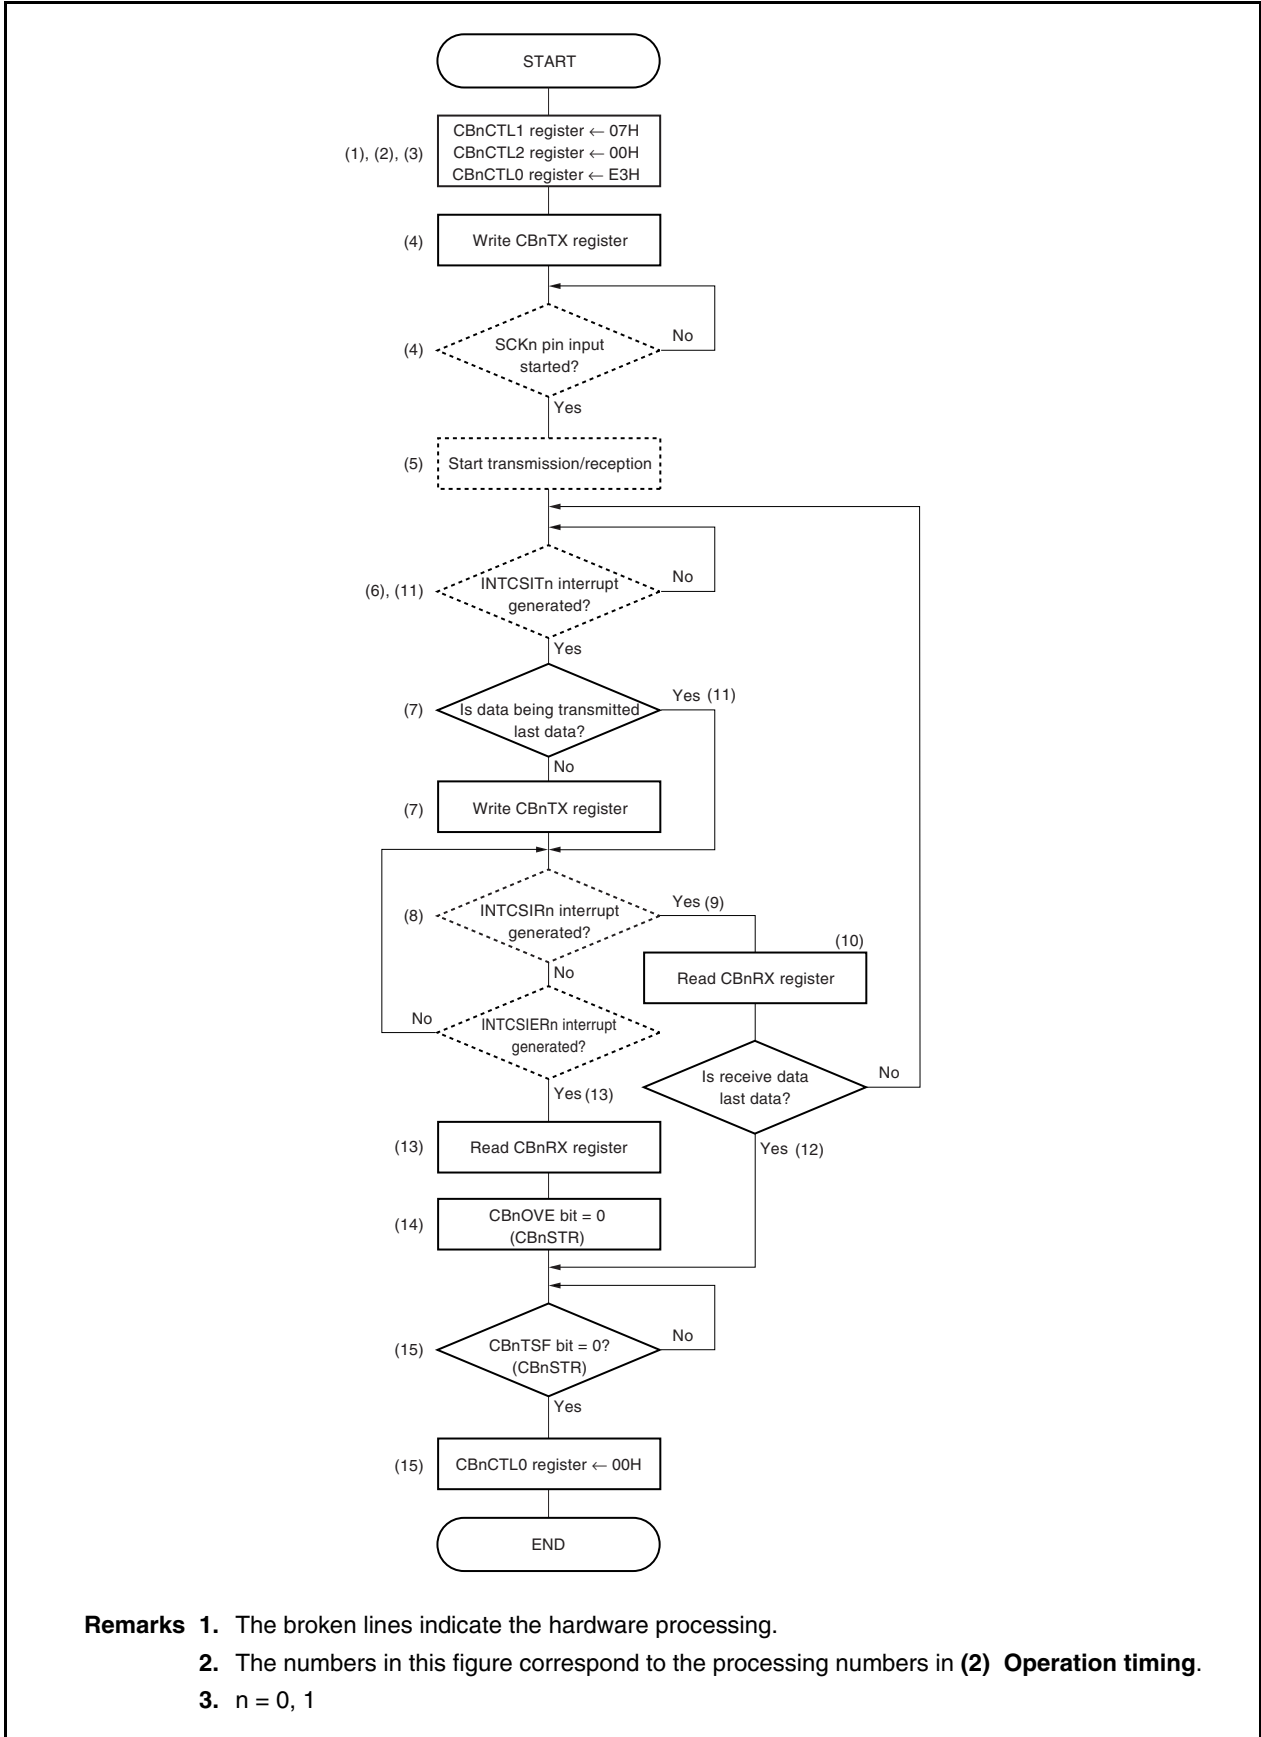 START
(1), (2), (3)
CBnCTL1 register ← 07H
CBnCTL2 register ← 00H
CBnCTL0 register ← E3H
(4)
Write CBnTX register
(4)
SCKn pin input
started?
No
Yes
(5)
Start transmission/reception
(6), (11)
INTCSITn interrupt
generated?
No
Yes
(7)
Is data being transmitted
last data?
Yes (11)
No
(7)
Write CBnTX register
(8)
INTCSIRn interrupt
generated?
Yes (9)
No
(10)
Read CBnRX register
INTCSIERn interrupt
generated?
No
Yes (13)
Is receive data
last data?
No
Yes (12)
(13)
Read CBnRX register
(14)
CBnOVE bit = 0
(CBnSTR)
(15)
CBnTSF bit = 0?
(CBnSTR)
No
Yes
(15)
CBnCTL0 register ← 00H
END
Remarks 1. The broken lines indicate the hardware processing.
2. The numbers in this figure correspond to the processing numbers in (2) Operation timing.
3. n = 0, 1